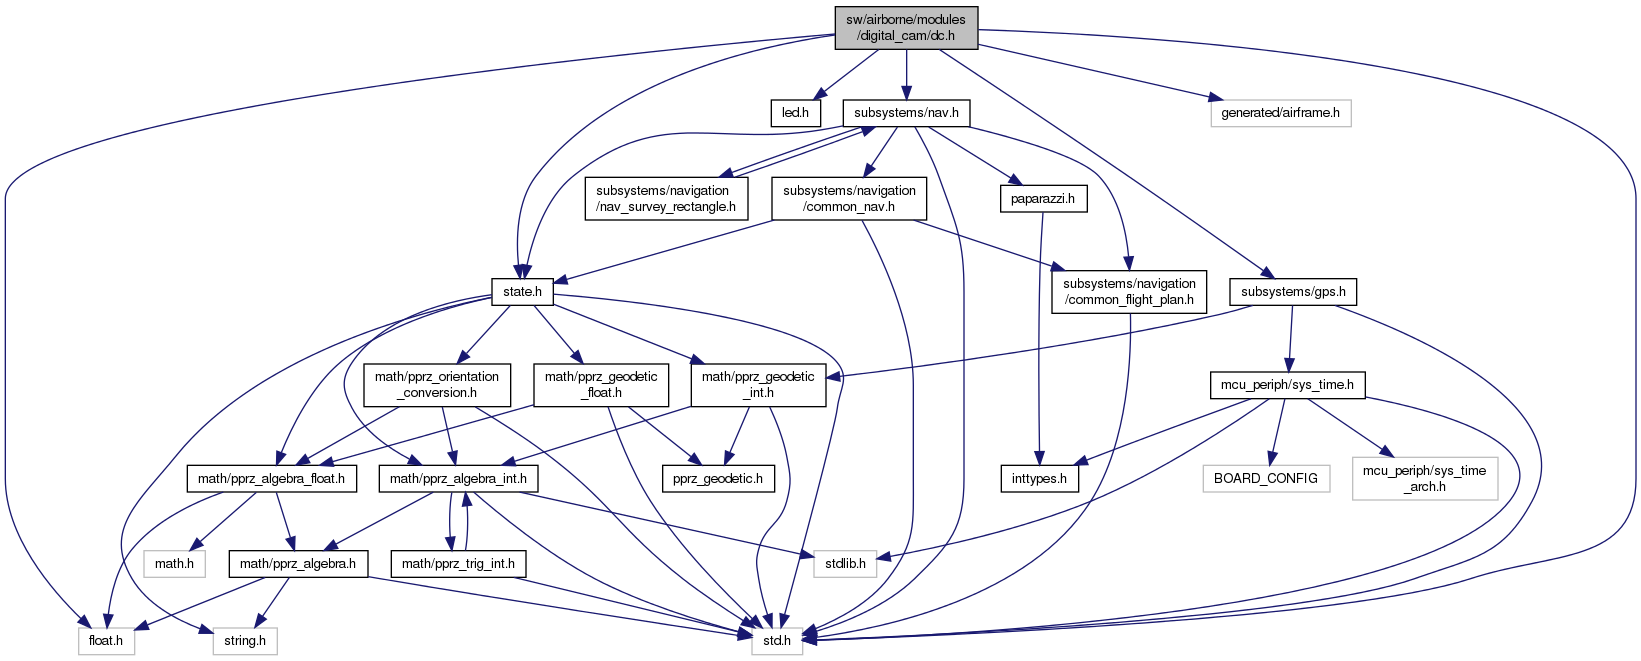 sw/airborne/modules
/digital_cam/dc.h
led.h
subsystems/nav.h
generated/airframe.h
subsystems/navigation
/nav_survey_rectangle.h
subsystems/navigation
/common_nav.h
paparazzi.h
state.h
subsystems/navigation
/common_flight_plan.h
subsystems/gps.h
math/pprz_orientation
_conversion.h
math/pprz_geodetic
_float.h
math/pprz_geodetic
_int.h
mcu_periph/sys_time.h
math/pprz_algebra_float.h
math/pprz_algebra_int.h
pprz_geodetic.h
inttypes.h
BOARD_CONFIG
mcu_periph/sys_time
_arch.h
math.h
math/pprz_algebra.h
math/pprz_trig_int.h
stdlib.h
float.h
string.h
std.h